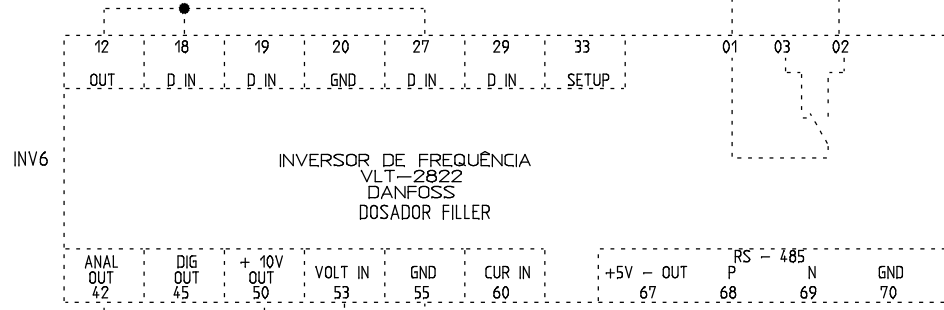 12 18 19 20 27 29 33 01 03 02
OUT D IN D IN GND D IN D IN SETUP
INV6
INVERSOR DE FREQUÊNCIA
VLT-2822
DANFOSS
DOSADOR FILLER
RS - 485
ANAL DIG + 10V
OUT OUT OUT VOLT IN GND CUR IN +5V - OUT P N GND
42 45 50 53 55 60 67 68 69 70